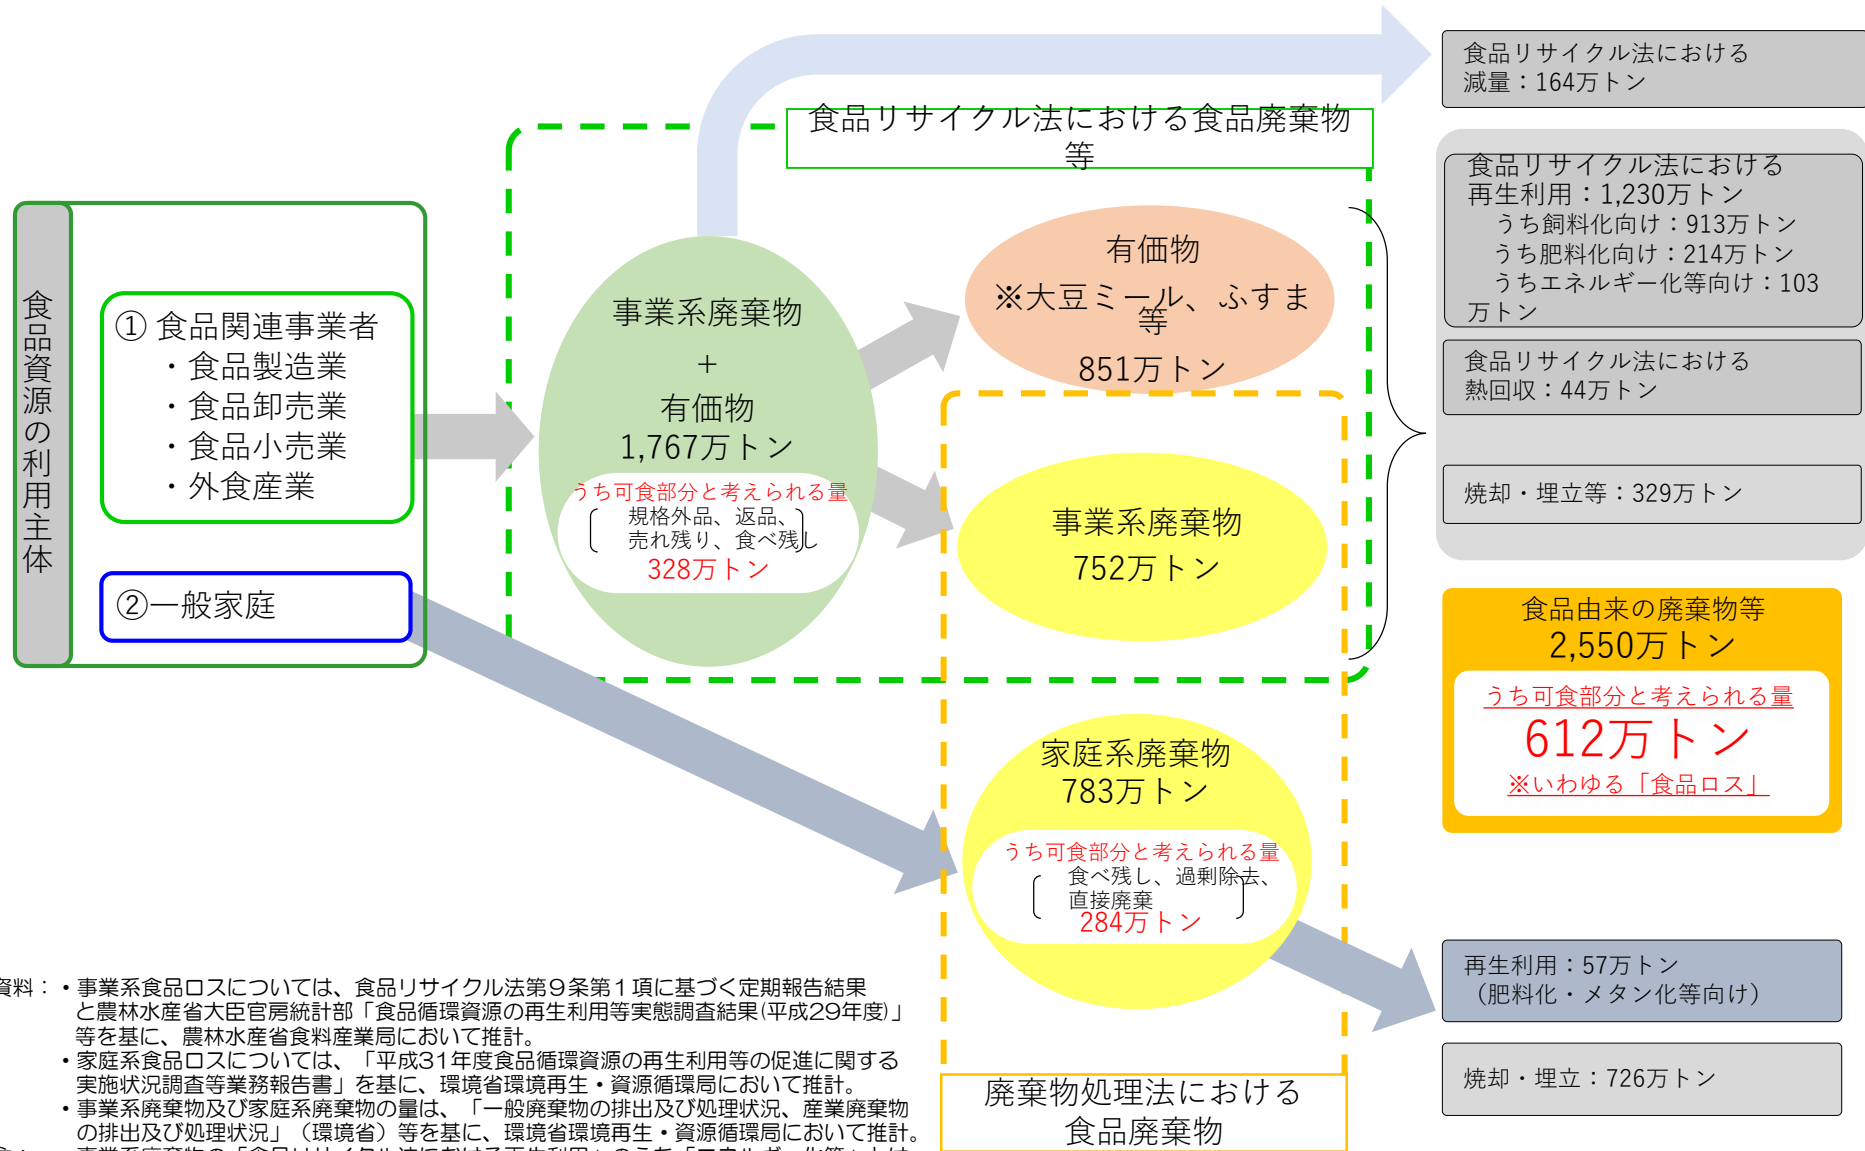 食品リサイクル法における
減量：164万トン
食品リサイクル法における食品廃棄物
等
食品リサイクル法における
再生利用：1,230万トン
うち飼料化向け：913万トン
うち肥料化向け：214万トン
うちエネルギー化等向け：103
万トン
食品リサイクル法における
熱回収：44万トン
焼却・埋立等：329万トン
食品資源の利用主体
① 食品関連事業者
・食品製造業
・食品卸売業
・食品小売業
・外食産業
②一般家庭
事業系廃棄物
+
有価物
1,767万トン
うち可食部分と考えられる量
規格外品、返品、
売れ残り、食べ残し
328万トン
有価物
※大豆ミール、ふすま
等
851万トン
事業系廃棄物
752万トン
食品由来の廃棄物等
2,550万トン
うち可食部分と考えられる量
612万トン
※いわゆる「食品ロス」
家庭系廃棄物
783万トン
うち可食部分と考えられる量
食べ残し、過剰除去、
直接廃棄
284万トン
再生利用：57万トン
（肥料化・メタン化等向け）
焼却・埋立：726万トン
廃棄物処理法における
食品廃棄物
資料：・事業系食品ロスについては、食品リサイクル法第９条第１項に基づく定期報告結果
と農林水産省大臣官房統計部「食品循環資源の再生利用等実態調査結果(平成29年度)」
等を基に、農林水産省食料産業局において推計。
・家庭系食品ロスについては、「平成31年度食品循環資源の再生利用等の促進に関する
実施状況調査等業務報告書」を基に、環境省環境再生・資源循環局において推計。
・事業系廃棄物及び家庭系廃棄物の量は、「一般廃棄物の排出及び処理状況、産業廃棄物
の排出及び処理状況」（環境省）等を基に、環境省環境再生・資源循環局において推計。